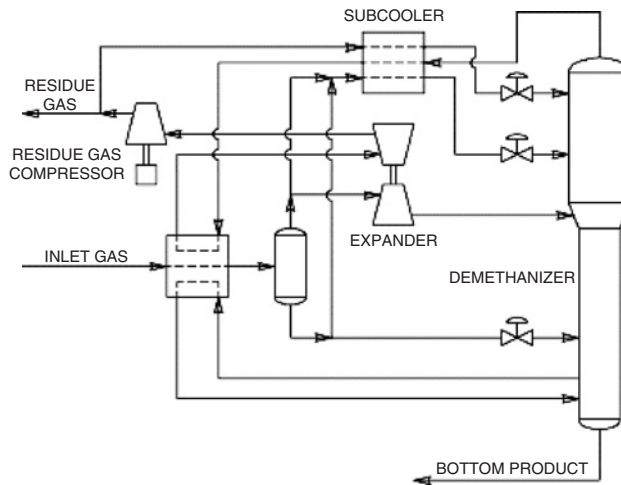 SUBCOOLER
RESIDUE
GAS
RESIDUE GAS
COMPRESSOR
EXPANDER
INLET GAS
DEMETHANIZER
BOTTOM PRODUCT